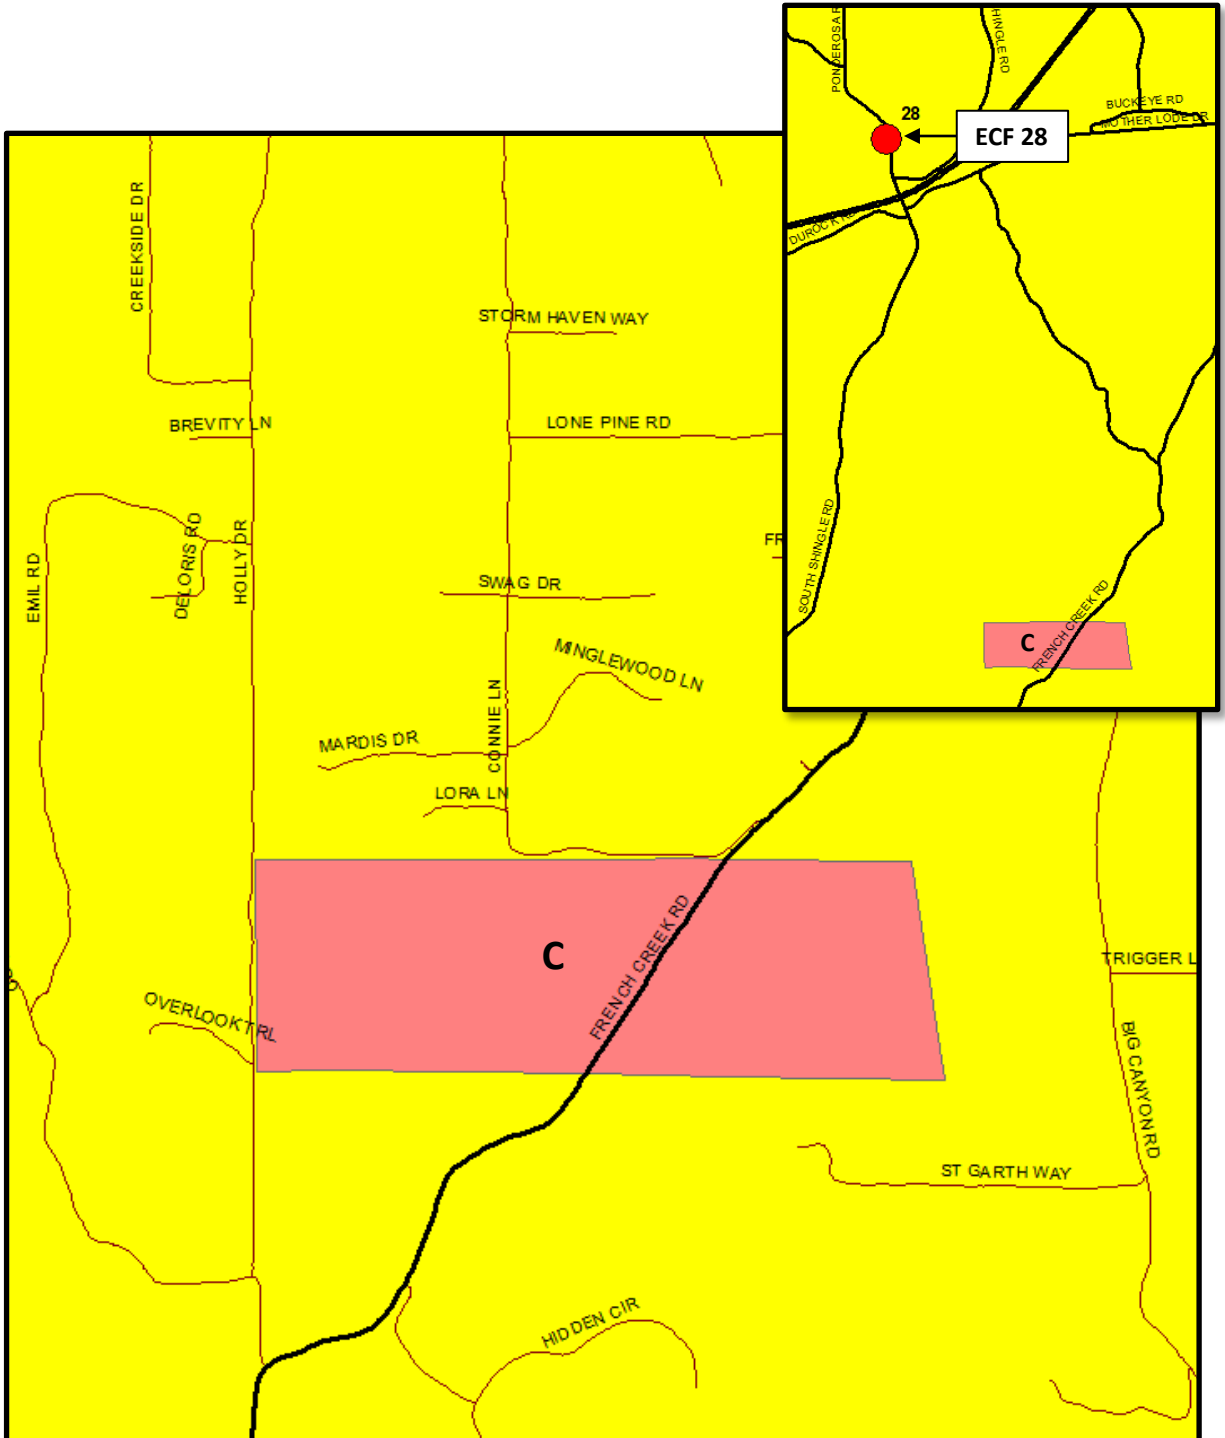 PONDEROSA R
HINGLE RD
28
ECF 28
BUCKEYE RD
MOTHER LODE DR
DUROCK RD
SOUTH SHINGLE RD
FRENCH CREEK RD
C
CREEKSIDE DR
STORM HAVEN WAY
BREVITY LN
LONE PINE RD
EMIL RD
DELORIS RD
HOLLY DR
FR
SWAG DR
MINGLEWOOD LN
CONNIE LN
MARDIS DR
LORA LN
FRENCH CREEK RD
C
TRIGGER L
OVERLOOK TRL
BIG CANYON RD
ST GARTH WAY
HIDDEN CIR